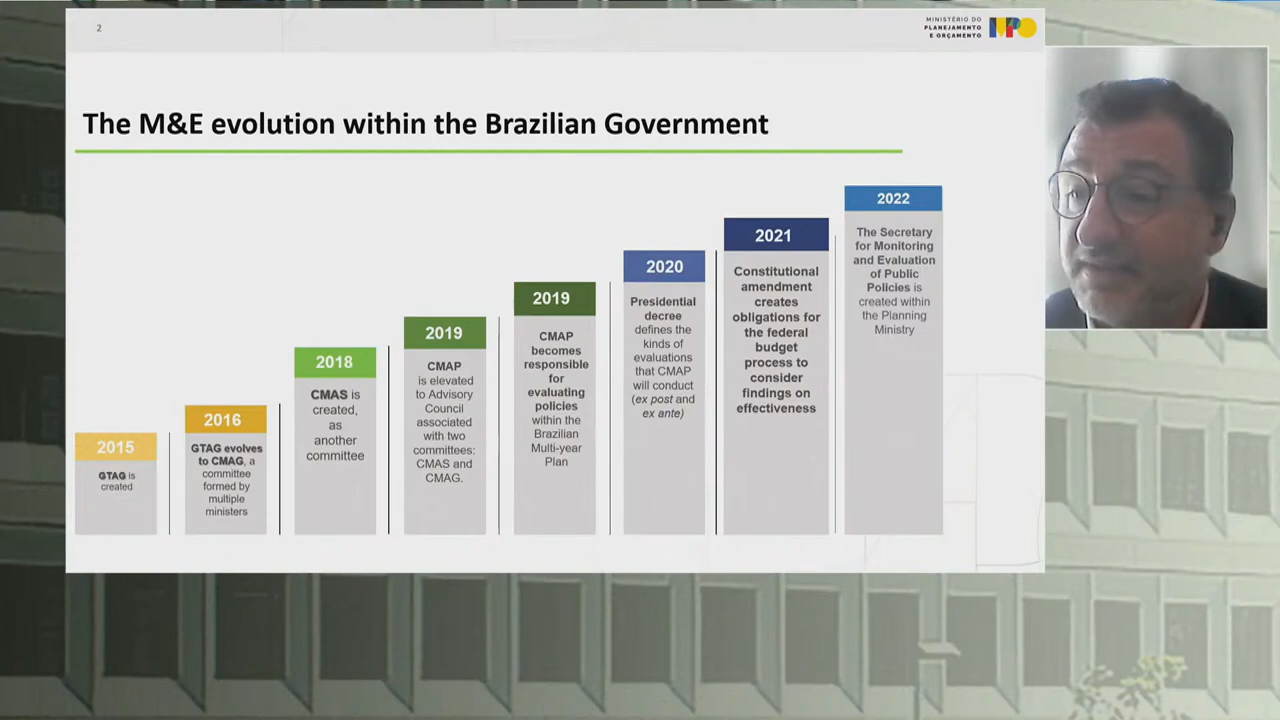 2
MINISTÉRIO DO
PLANEJAMENTO
E ORÇAMENTO
MPO
The M&E evolution within the Brazilian Government
2015
GTAG is
created
2016
GTAG evolves
to CMAG, a
committee
formed by
multiple
ministers
2018
CMAS is
created,
as
another
committee
2019
CMAP
is elevated
to Advisory
Council
associated
with two
committees:
CMAS and
CMAG.
2019
CMAP
becomes
responsible
for
evaluating
policies
within the
Brazilian
Multi-year
Plan
2020
Presidential
decree
defines the
kinds of
evaluations
that CMAP
will conduct
(ex post and
ex ante)
2021
Constitutional
amendment
creates
obligations for
the federal
budget
process to
consider
findings on
effectiveness
2022
The Secretary
for Monitoring
and Evaluation
of Public
Policies is
created within
the Planning
Ministry